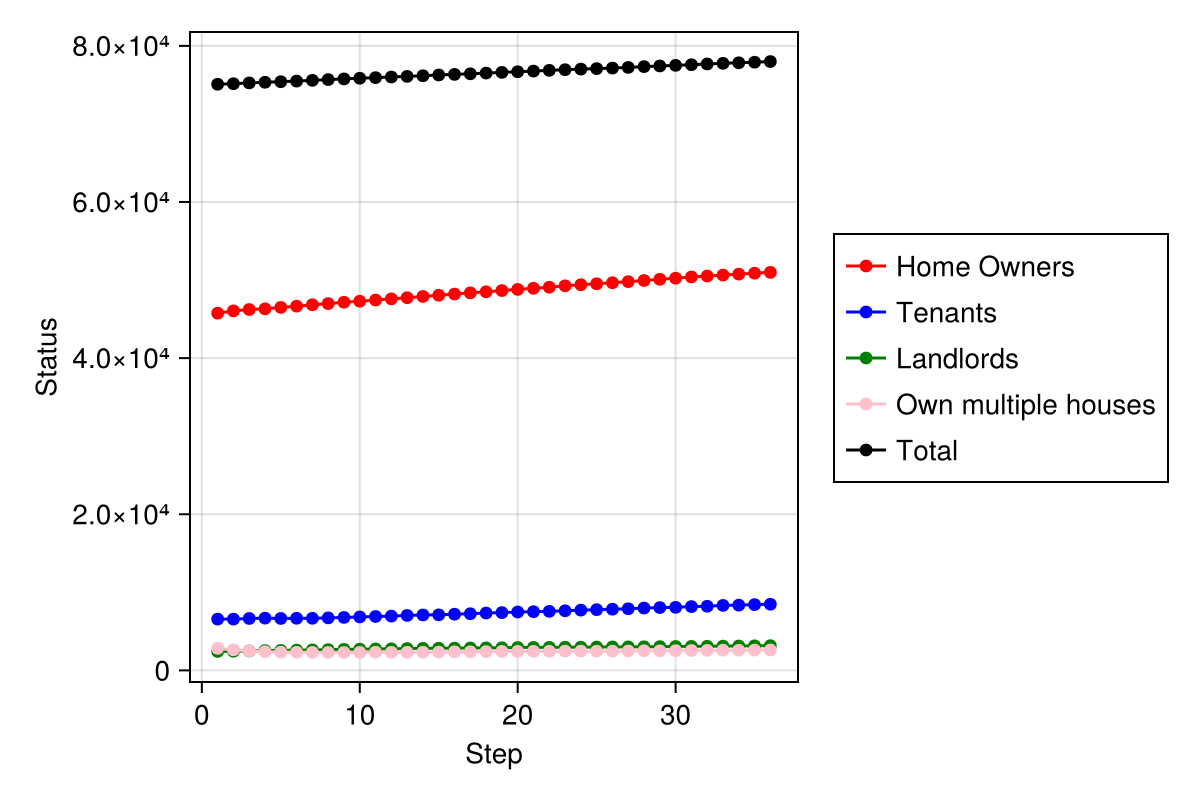 8.0×10⁴
6.0×10⁴
4.0×10⁴
2.0×10⁴
0
Status
0 10 20 30
Step
Home Owners
Tenants
Landlords
Own multiple houses
Total